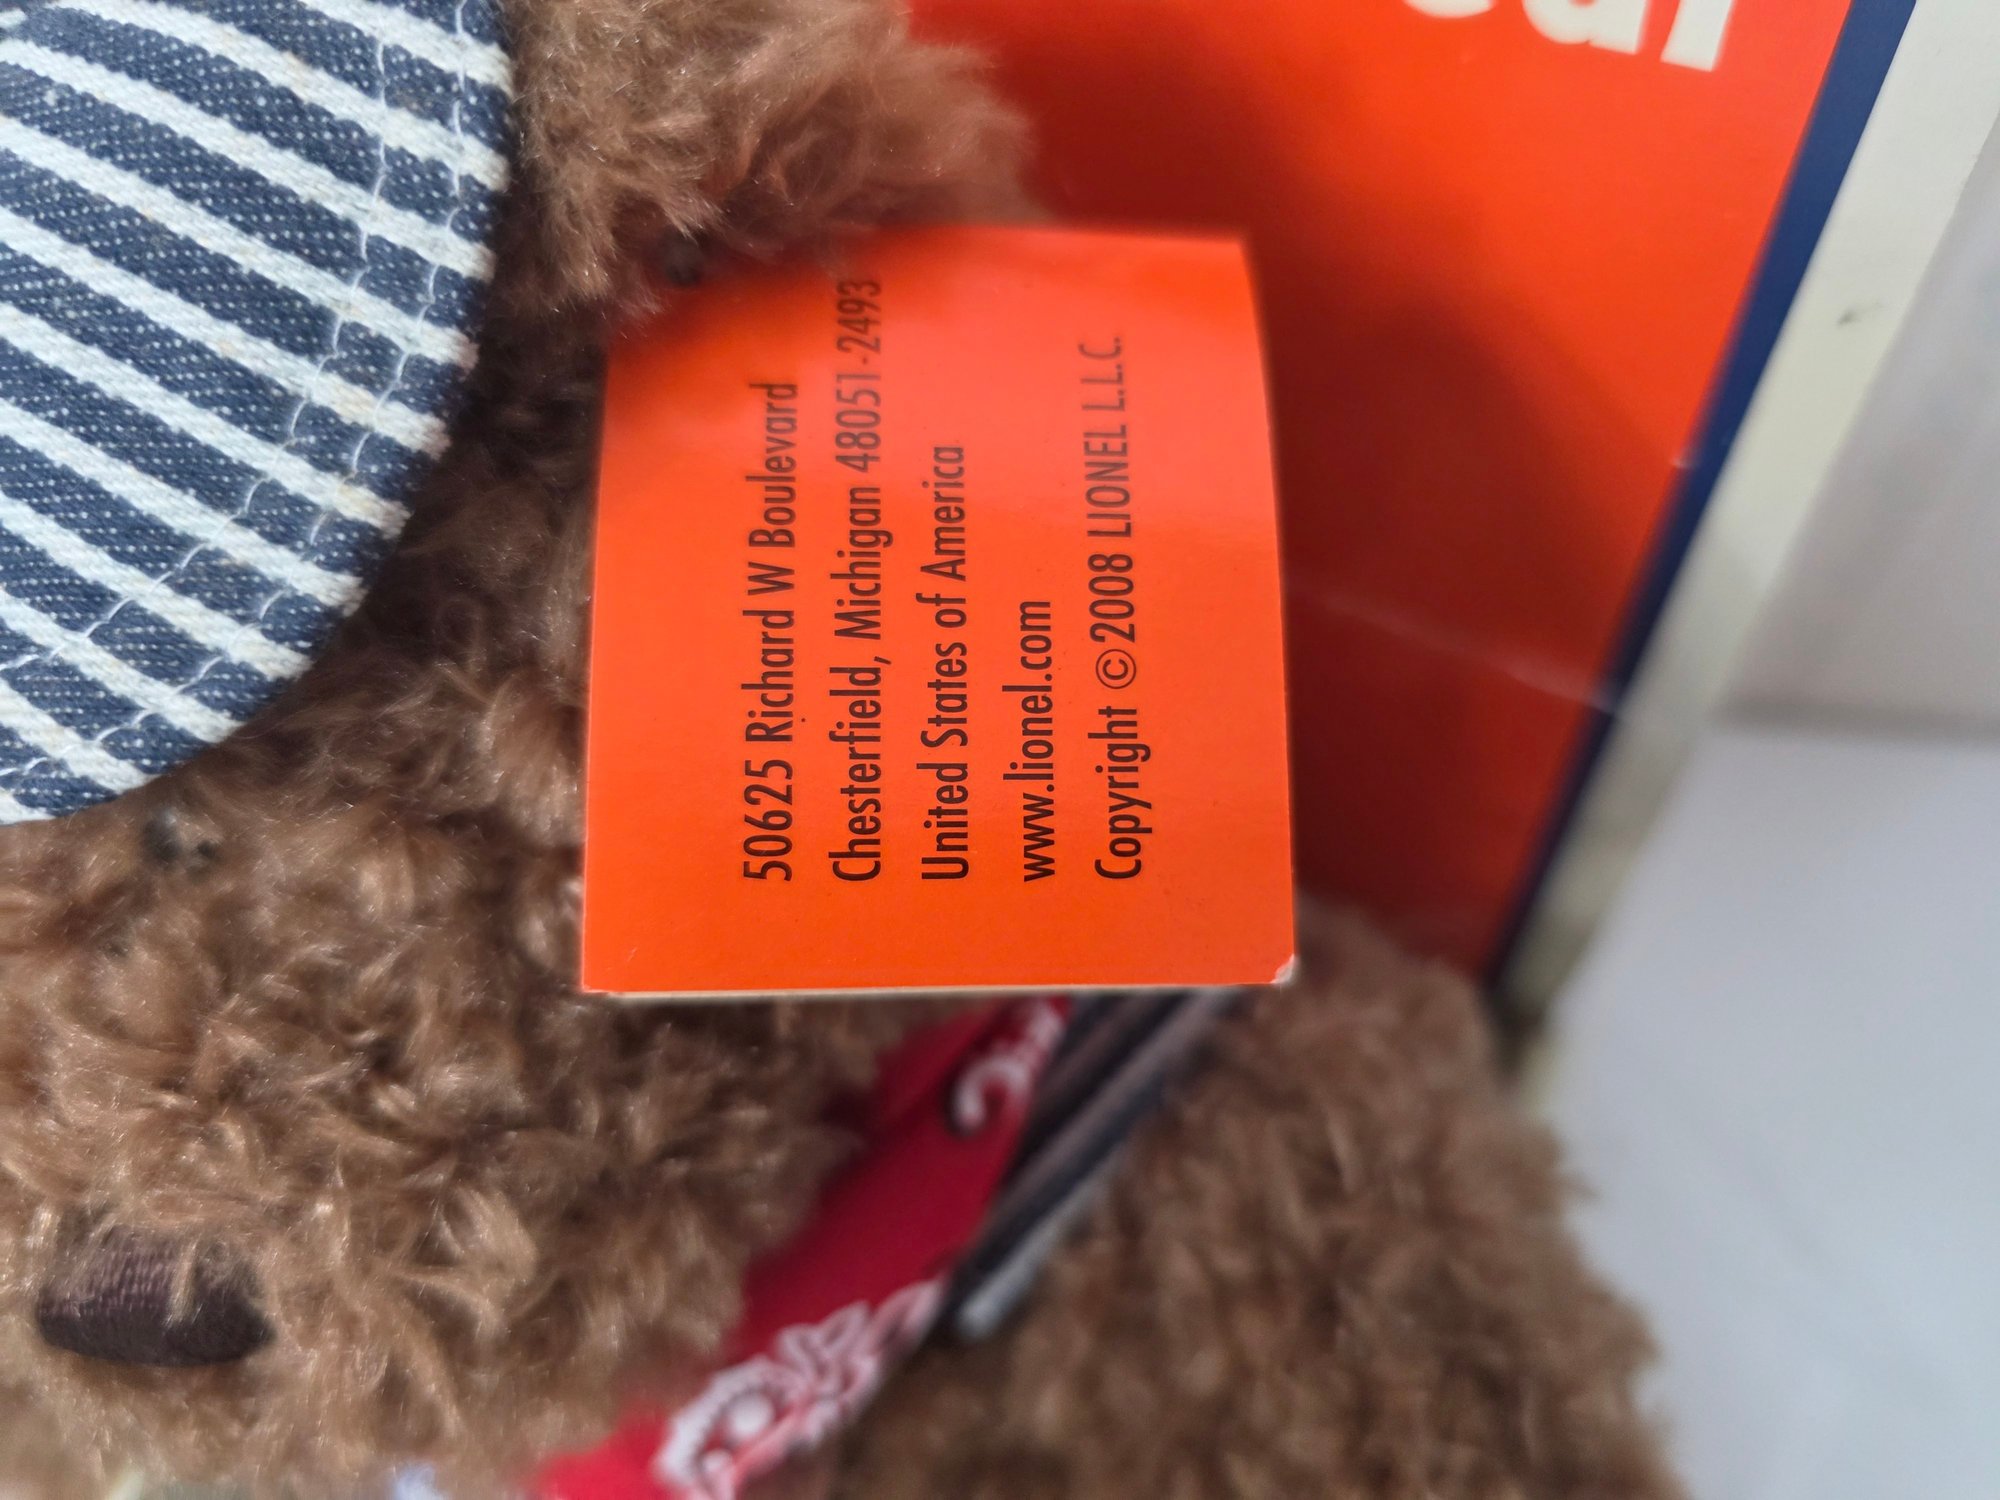 50625 Richard W Boulevard
Chesterfield, Michigan 48051-2493
United States of America
www.lionel.com
Copyright ©2008 LIONEL L.L.C.